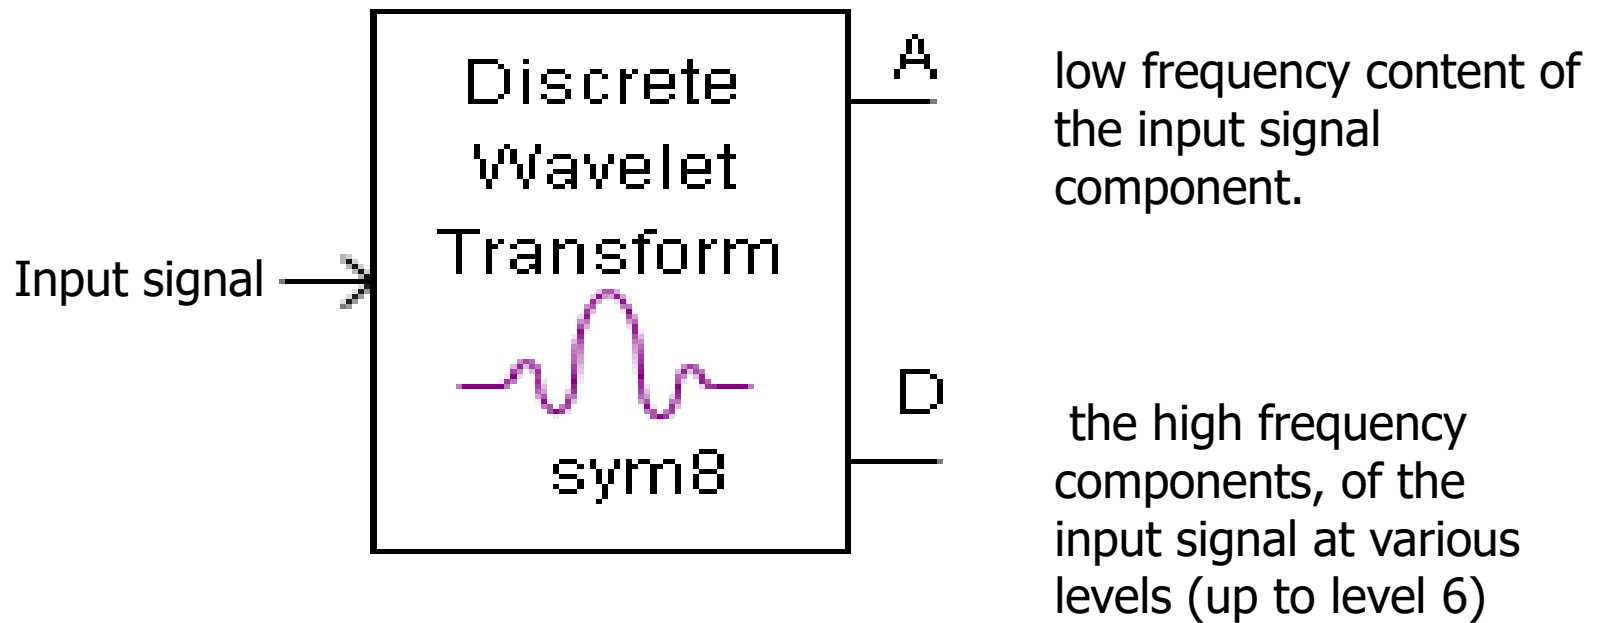 Input signal
Discrete
Wavelet
Transform
sym8
A
low frequency content of
the input signal
component.
D
the high frequency
components, of the
input signal at various
levels (up to level 6)